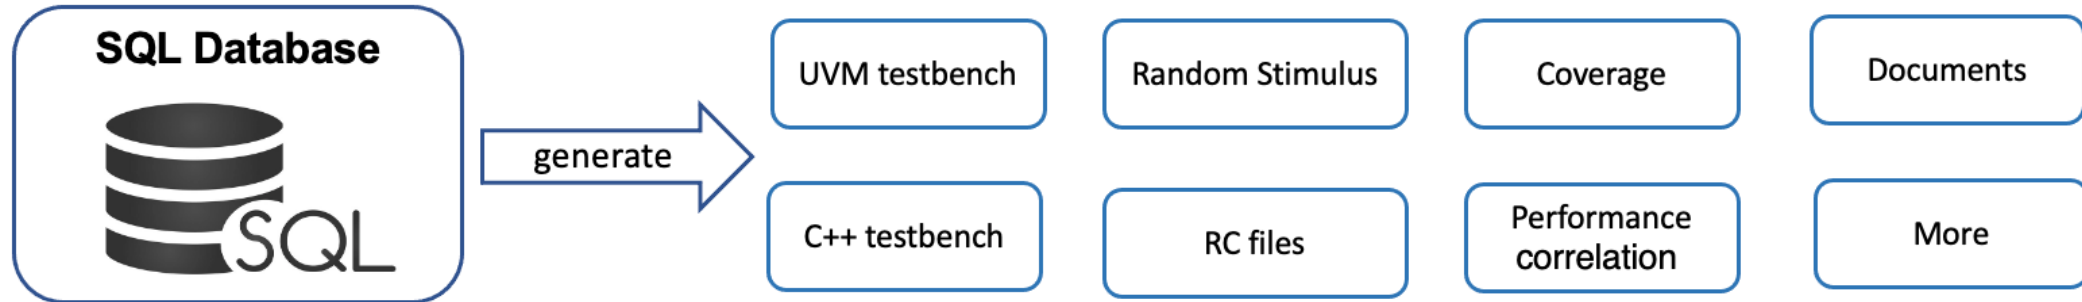 SQL Database
SQL
generate
UVM testbench
Random Stimulus
Coverage
Documents
C++ testbench
RC files
Performance
correlation
More